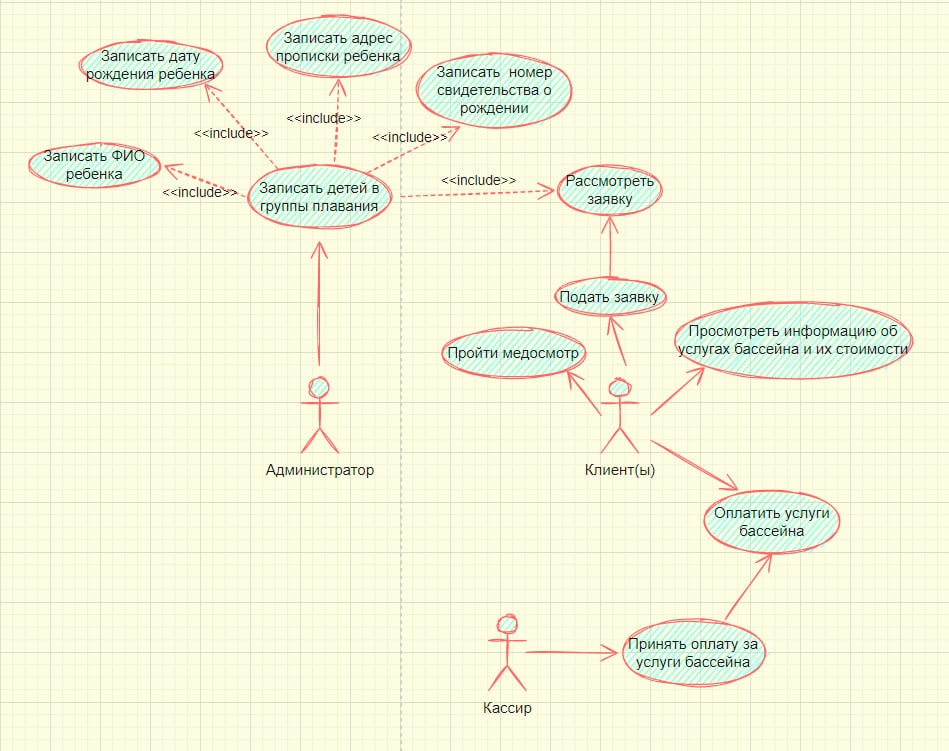 Записать дату
рождения ребенка
Записать адрес
прописки ребенка
Записать номер
свидетельства о
рождении
<<include>>
<<include>>
<<include>>
Записать ФИО
ребенка
<<include>>
Записать детей в
группы плавания
<<include>>
Рассмотреть
заявку
Подать заявку
Пройти медосмотр
Просмотреть информацию об
услугах бассейна и их стоимости
Администратор
Клиент(ы)
Оплатить услуги
бассейна
Принять оплату за
услуги бассейна
Кассир